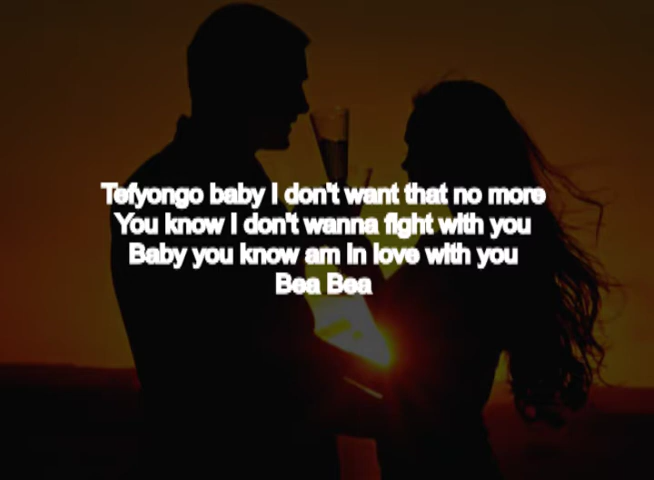 Tefyongo baby I don't want that no more
You know I don't wanna fight with you
Baby you know am in love with you
Bea Bea